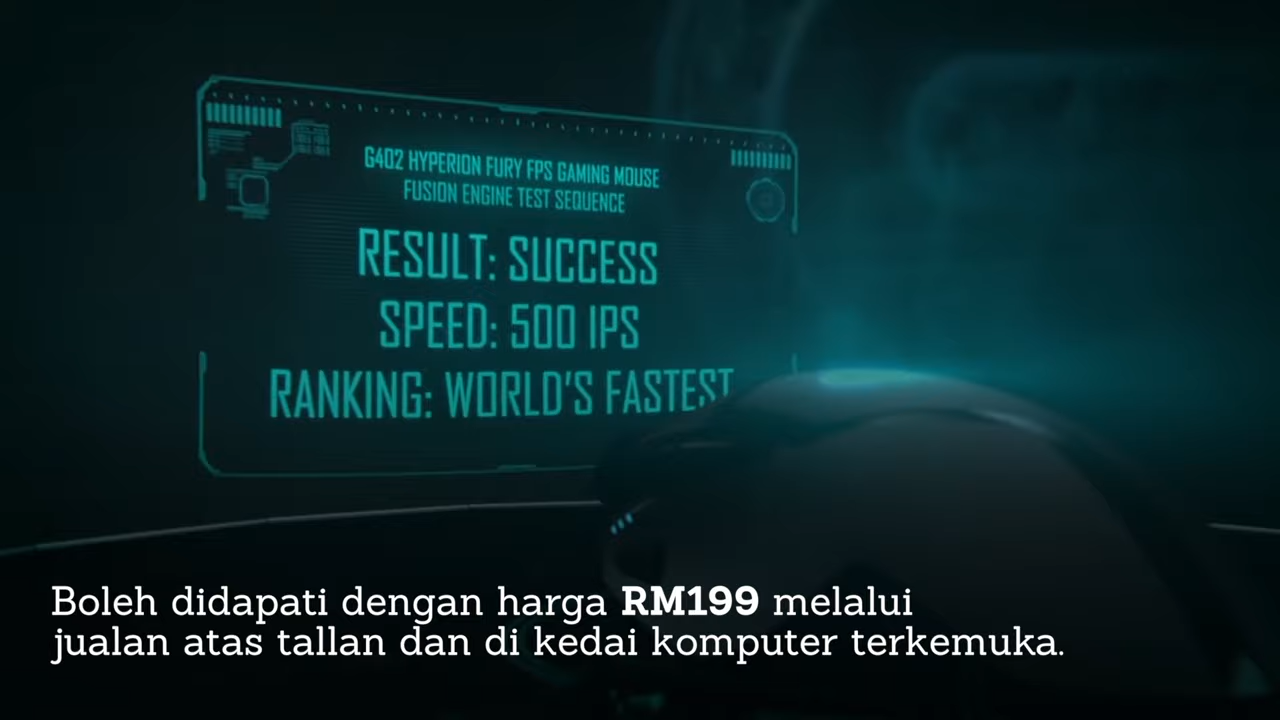 G402 HYPERION FURY FPS GAMING MOUSE
FUSION ENGINE TEST SEQUENCE
RESULT: SUCCESS
SPEED: 500 IPS
RANKING: WORLD'S FASTEST
Boleh didapati dengan harga RM199 melalui
jualan atas tallan dan di kedai komputer terkemuka.